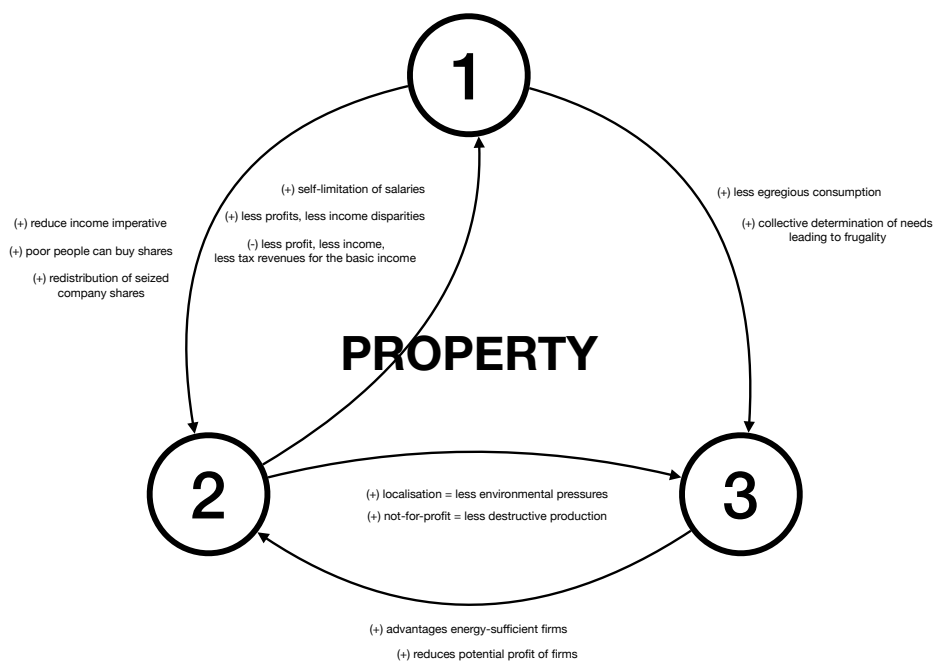 1
(+) self-limitation of salaries
(+) less profits, less income disparities
(-) less profit, less income,
less tax revenues for the basic income
(+) reduce income imperative
(+) poor people can buy shares
(+) redistribution of seized
company shares
(+) less egregious consumption
(+) collective determination of needs
leading to frugality
PROPERTY
2
3
(+) localisation = less environmental pressures
(+) not-for-profit = less destructive production
(+) advantages energy-sufficient firms
(+) reduces potential profit of firms